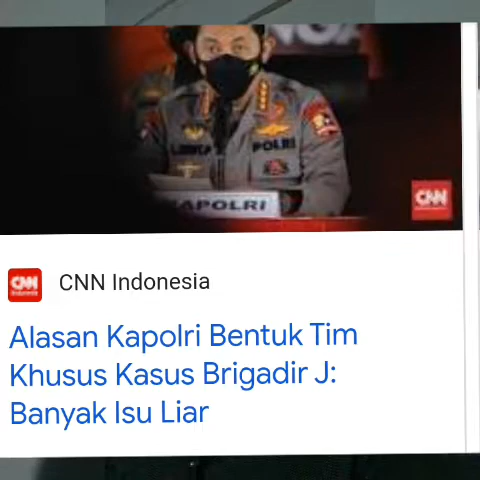 POLRI
KAPOLRI
CNN
CNN Indonesia
Alasan Kapolri Bentuk Tim
Khusus Kasus Brigadir J:
Banyak Isu Liar